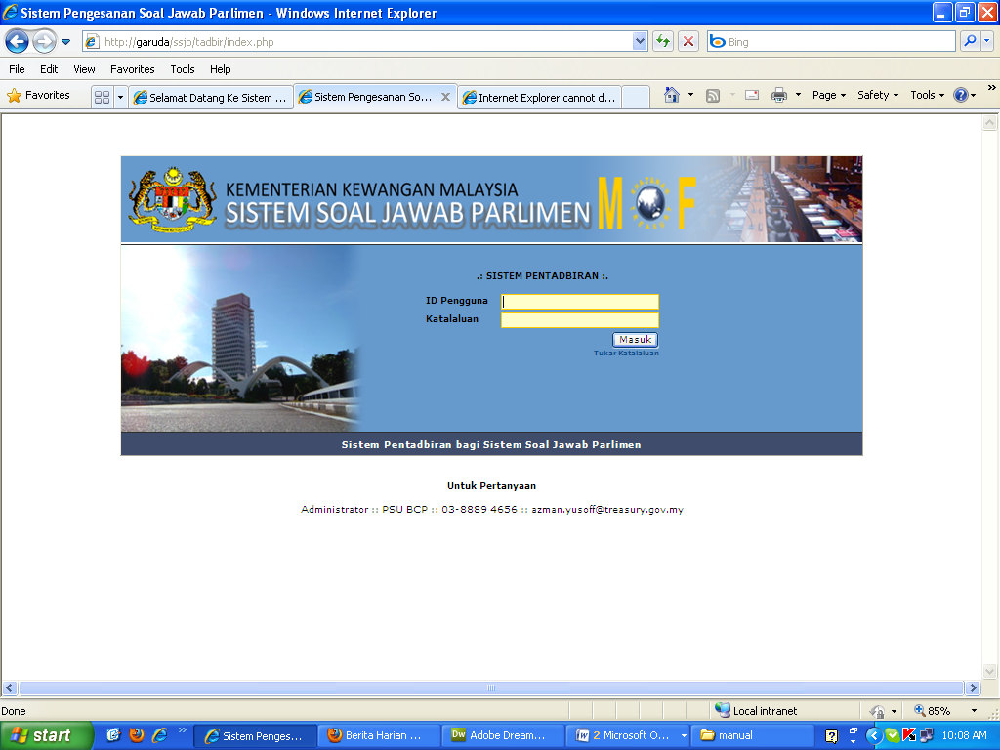 Sistem Pengesanan Soal Jawab Parlimen - Windows Internet Explorer
http://garuda/ssjp/tadbir/index.php
Bing
File Edit View Favorites Tools Help
Favorites
Selamat Datang Ke Sistem ...
Sistem Pengesanan So...
Internet Explorer cannot d...
Page Safety Tools
KEMENTERIAN KEWANGAN MALAYSIA
SISTEM SOAL JAWAB PARLIMEN
M F
.: SISTEM PENTADBIRAN :.
ID Pengguna
Katalaluan
Masuk
Tukar Katalaluan
Sistem Pentadbiran bagi Sistem Soal Jawab Parlimen
Untuk Pertanyaan
Administrator :: PSU BCP :: 03-8889 4656 :: azman.yusoff@treasury.gov.my
Done
Local intranet
85%
start
Sistem Penges...
Berita Harian ...
Adobe Dream...
2 Microsoft O...
manual
10:08 AM